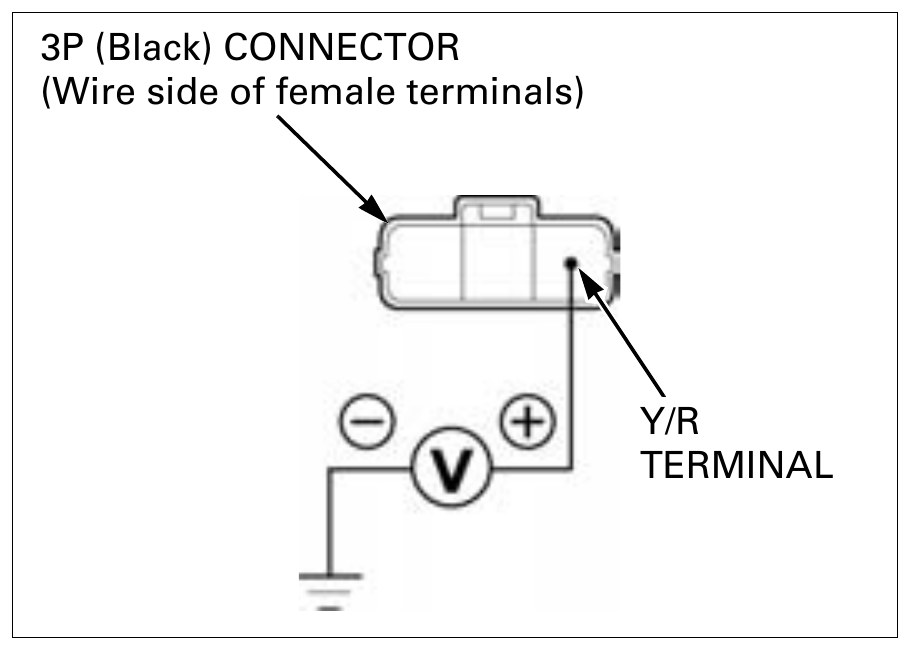 3P (Black) CONNECTOR
(Wire side of female terminals)
− +
V
Y/R
TERMINAL